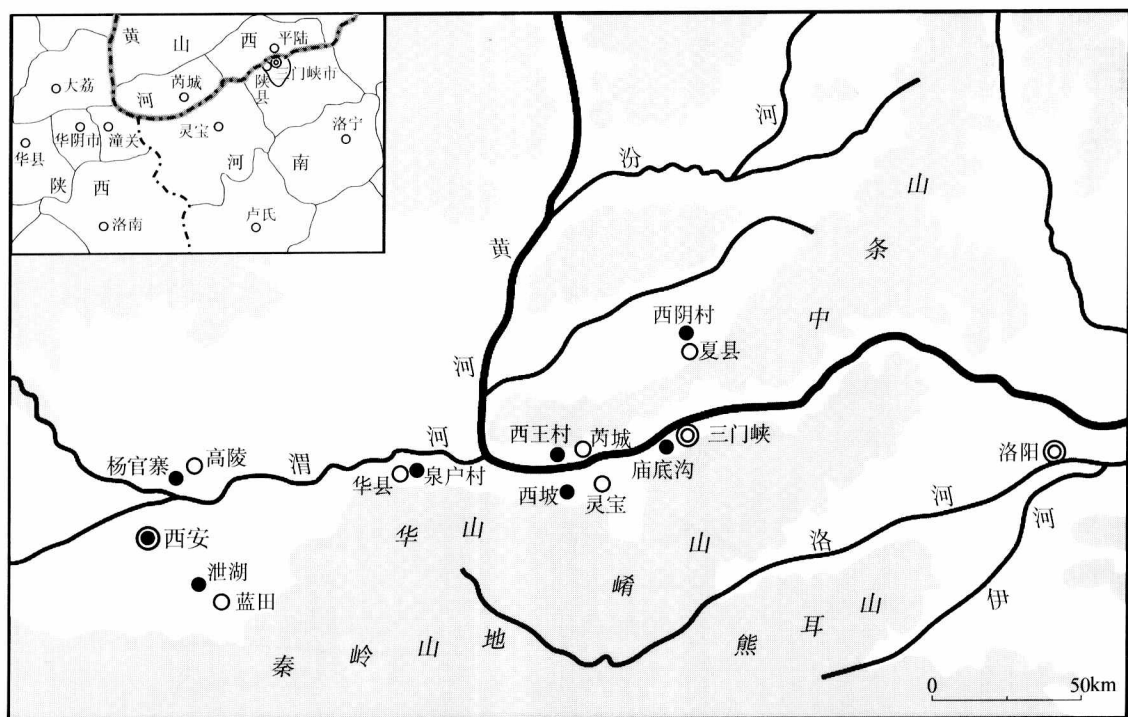 黄河
山西
平陆
大荔
芮城
陕县
三门峡市
华阴市
潼关
灵宝
洛宁
华县
陕西
河南
洛南
卢氏
汾河
黄河
中条山
西阴村
夏县
渭河
杨官寨
高陵
华县
泉户村
西王村
芮城
庙底沟
三门峡
洛阳
西坡
灵宝
西安
泄湖
蓝田
华山
崤山
洛河
伊河
秦岭山地
熊耳山
0
50km